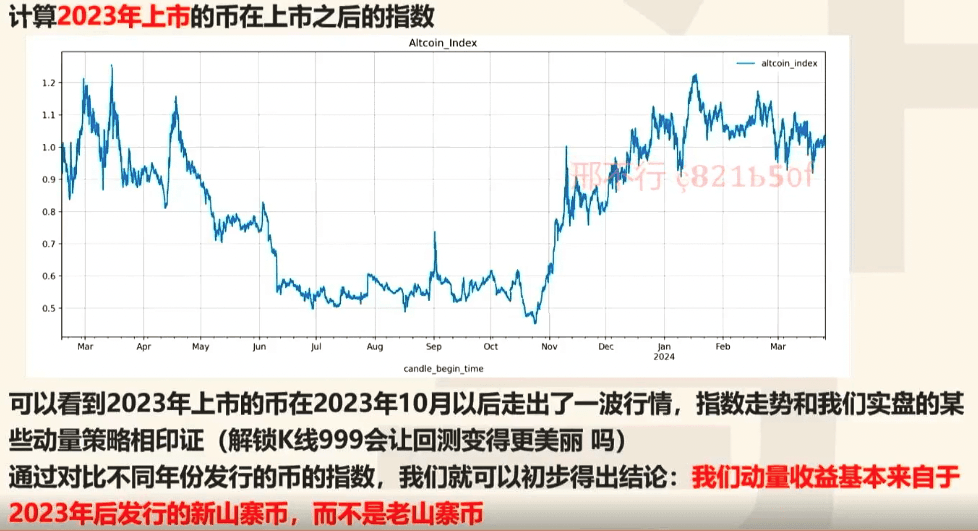 计算2023年上市的币在上市之后的指数
Altcoin_Index
altcoin_index
1.2
1.1
1.0
0.9
0.8
0.7
0.6
0.5
邢不行 ç821b5of
Mar Apr May Jun Jul Aug Sep Oct Nov Dec Jan Feb Mar
2024
candle_begin_time
可以看到2023年上市的币在2023年10月以后走出了一波行情，指数走势和我们实盘的某
些动量策略相印证（解锁K线999会让回测变得更美丽 吗）
通过对比不同年份发行的币的指数，我们就可以初步得出结论：我们动量收益基本来自于
2023年后发行的新山寨币，而不是老山寨币